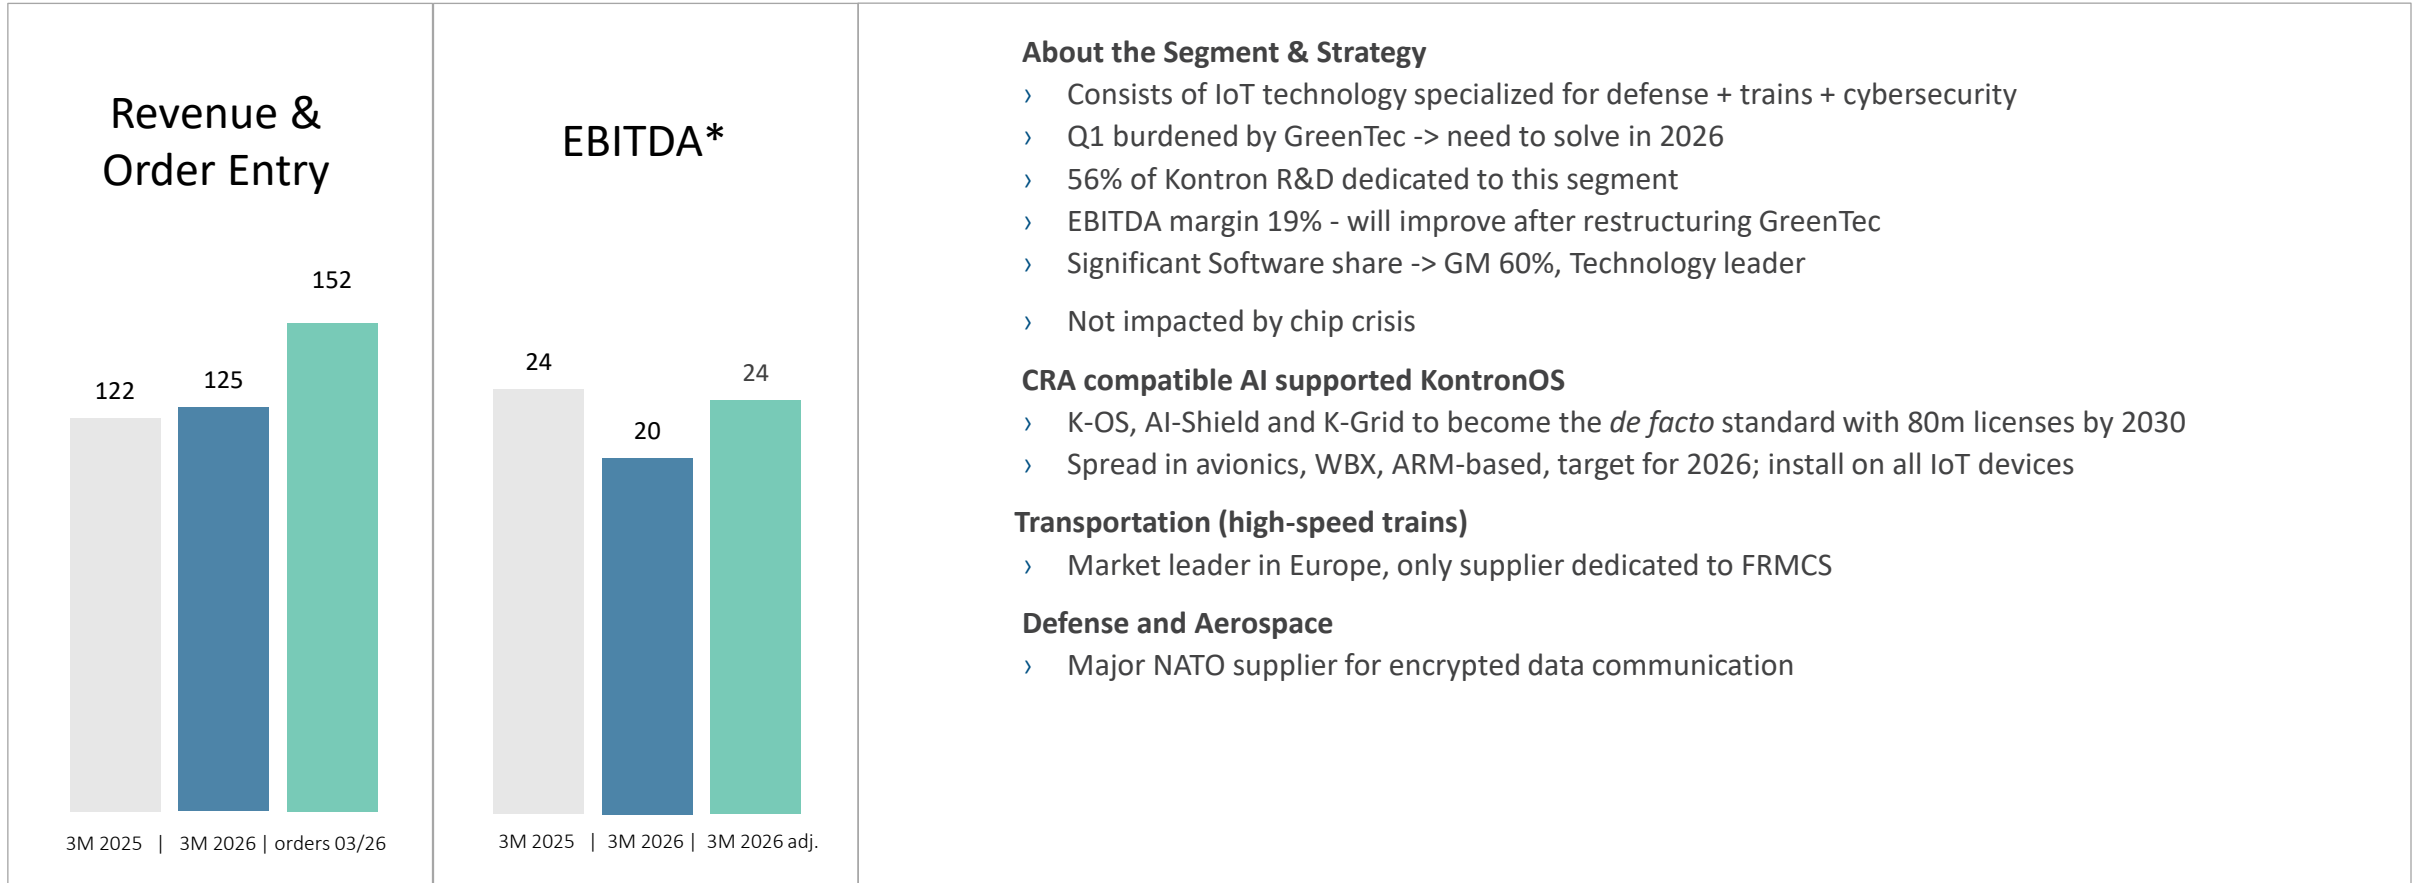 Revenue &
Order Entry
152
122
125
3M 2025 | 3M 2026 | orders 03/26
EBITDA*
24
20
24
3M 2025 | 3M 2026 | 3M 2026 adj.
About the Segment & Strategy
› Consists of IoT technology specialized for defense + trains + cybersecurity
› Q1 burdened by GreenTec -> need to solve in 2026
› 56% of Kontron R&D dedicated to this segment
› EBITDA margin 19% - will improve after restructuring GreenTec
› Significant Software share -> GM 60%, Technology leader
› Not impacted by chip crisis
CRA compatible AI supported KontronOS
› K-OS, AI-Shield and K-Grid to become the de facto standard with 80m licenses by 2030
› Spread in avionics, WBX, ARM-based, target for 2026; install on all IoT devices
Transportation (high-speed trains)
› Market leader in Europe, only supplier dedicated to FRMCS
Defense and Aerospace
› Major NATO supplier for encrypted data communication